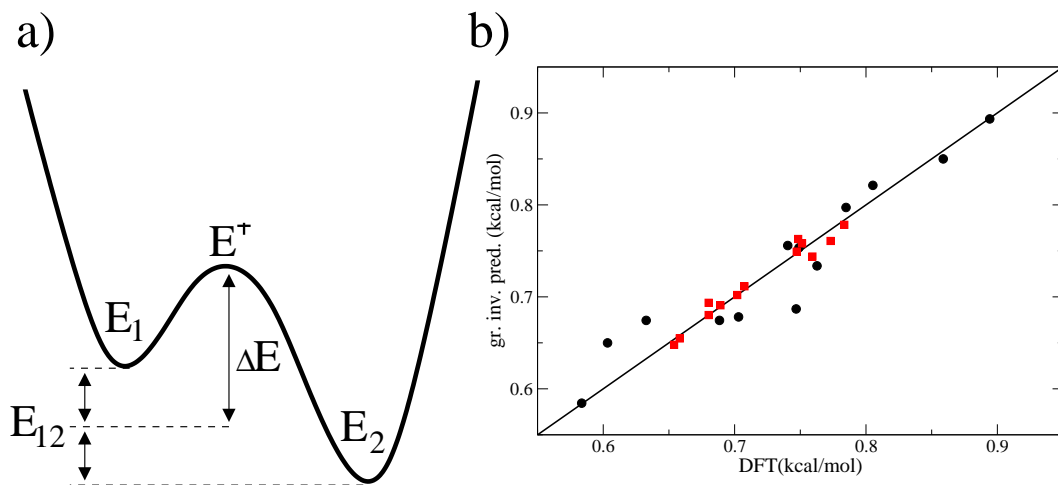 a)
E†
E₁
ΔE
E₁₂
E₂
b)
gr. inv. pred. (kcal/mol)
0.9
0.8
0.7
0.6
0.6 0.7 0.8 0.9
DFT(kcal/mol)